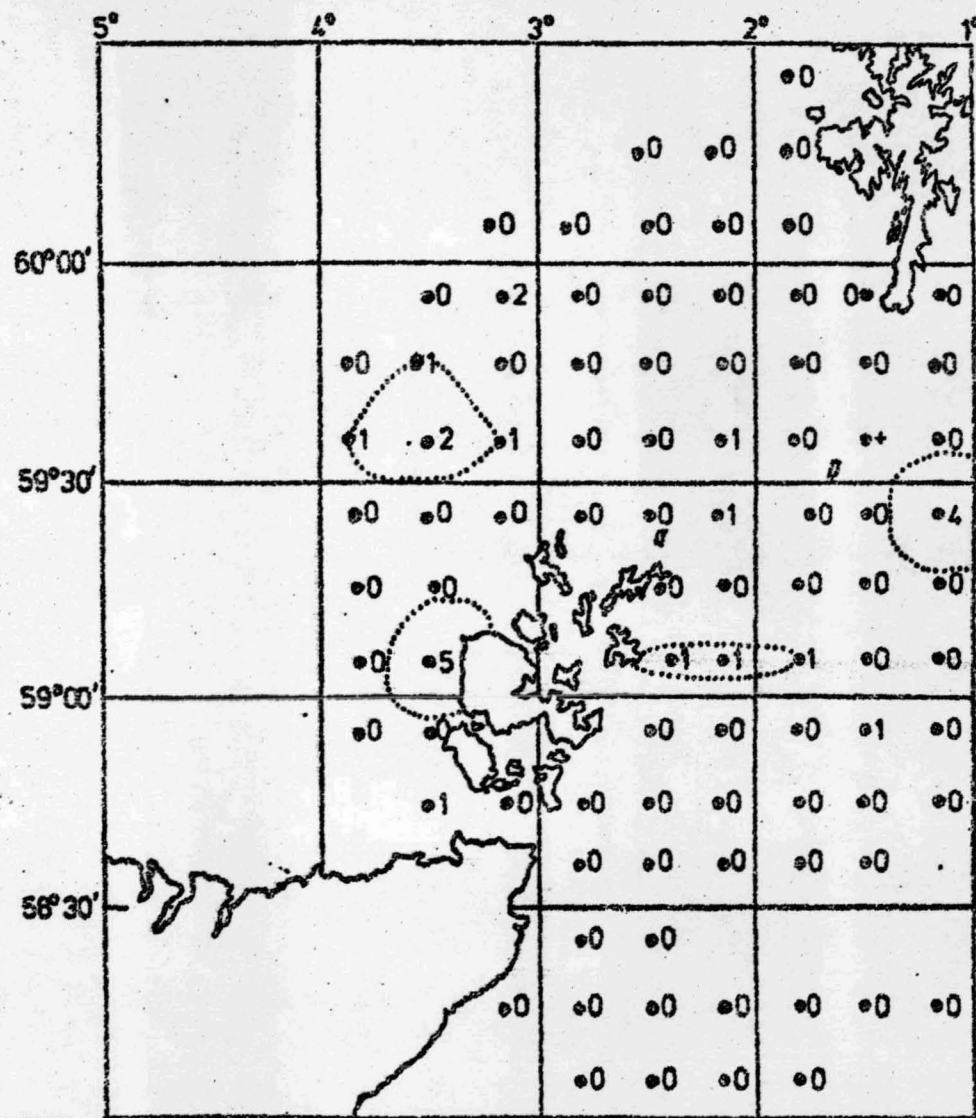 5° 4° 3° 2° 1°
0
0 0 0
0 0 0 0 0
60°00'
0 2 0 0 0 0 0 0
0 1 0 0 0 0 0 0 0
1 2 1 0 0 1 0 + 0
59°30'
0 0 0 0 0 1 0 0 4
0 0 0 0 0 0 0
0 5 1 1 1 0 0
59°00'
0 0 0 0 0 1 0
1 0 0 0 0 0 0 0
0 0 0 0 0
58°30'
0 0
0 0 0 0 0 0 0
0 0 0 0